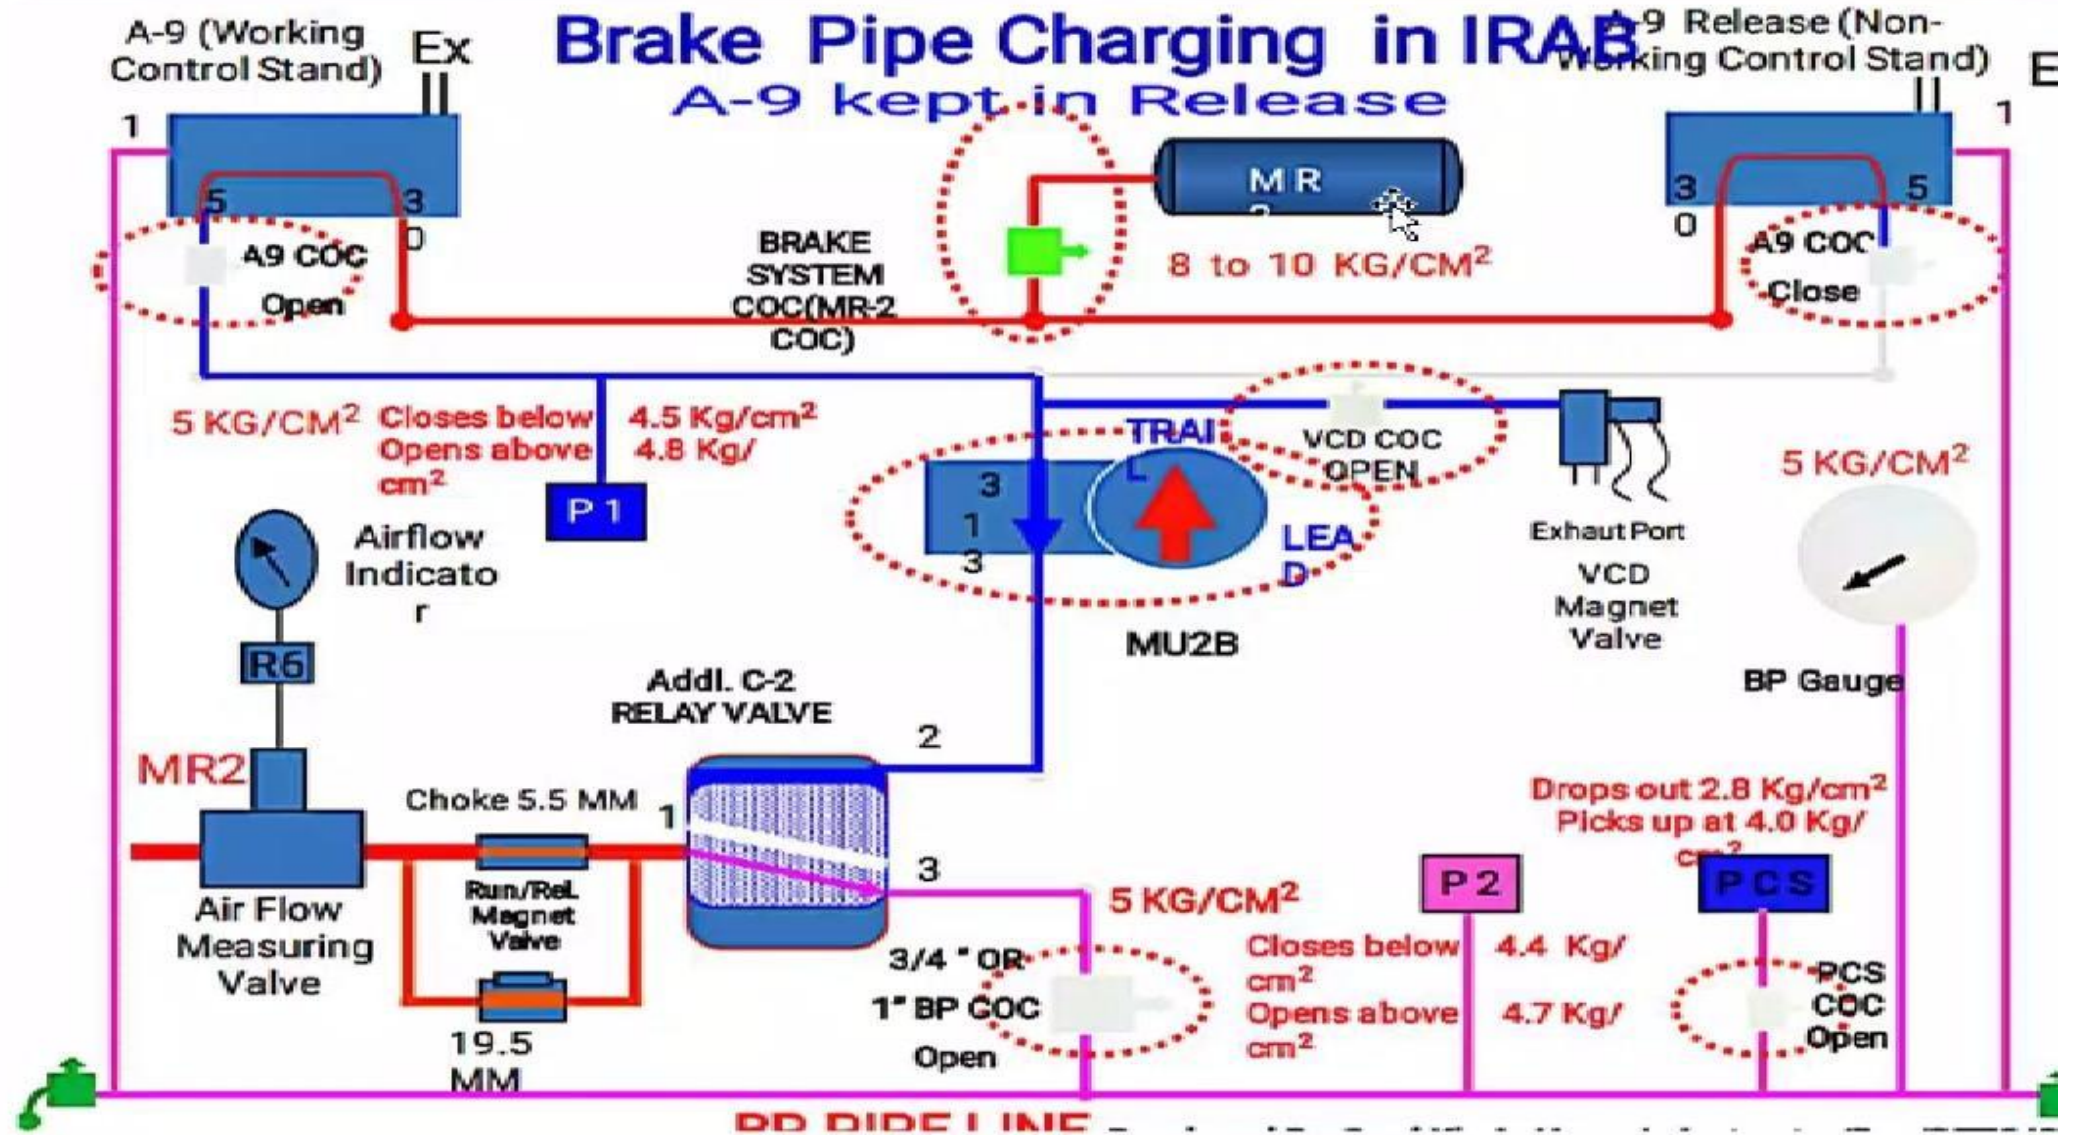 Brake Pipe Charging in IRAB
A-9 kept in Release
A-9 (Working
Control Stand)
Ex
A-9 Release (Non-
Working Control Stand)
E
1
1
5
3
0
3
0
5
M R
A9 COC
Open
BRAKE
SYSTEM
COC(MR-2
COC)
8 to 10 KG/CM²
A9 COC
Close
5 KG/CM²
Closes below 4.5 Kg/cm²
Opens above 4.8 Kg/
cm²
P 1
TRAI
L
VCD COC
OPEN
3
1
3
LEA
D
MU2B
Exhaut Port
VCD
Magnet
Valve
5 KG/CM²
BP Gauge
Airflow
Indicato
r
R6
Addl. C-2
RELAY VALVE
2
MR2
Choke 5.5 MM
1
3
Run/Rel.
Magnet
Valve
Air Flow
Measuring
Valve
19.5
MM
5 KG/CM²
3/4 " OR
1" BP COC
Open
Drops out 2.8 Kg/cm²
Picks up at 4.0 Kg/
cm²
P 2
P C S
Closes below 4.4 Kg/
cm²
Opens above 4.7 Kg/
cm²
PCS
COC
Open